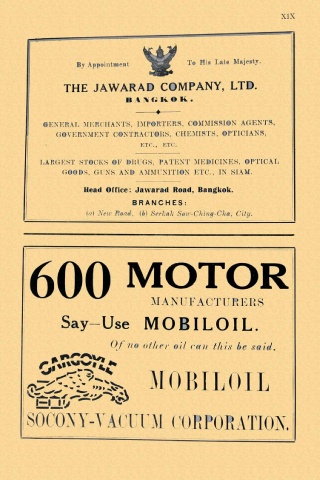 XIX
By Appointment To His Late Majesty.
THE JAWARAD COMPANY, LTD.
BANGKOK.
GENERAL MERCHANTS, IMPORTERS, COMMISSION AGENTS,
GOVERNMENT CONTRACTORS, CHEMISTS, OPTICIANS,
ETC., ETC.
LARGEST STOCKS OF DRUGS, PATENT MEDICINES, OPTICAL
GOODS, GUNS AND AMMUNITION ETC., IN SIAM.
Head Office: Jawarad Road, Bangkok.
BRANCHES:
(a) New Road. (b) Seekak Sow-Ching-Cha, City.
600 MOTOR
MANUFACTURERS
Say—Use MOBILOIL.
Of no other oil can this be said.
GARGOYLE
MOBILOIL
SOCONY-VACUUM CORPORATION.